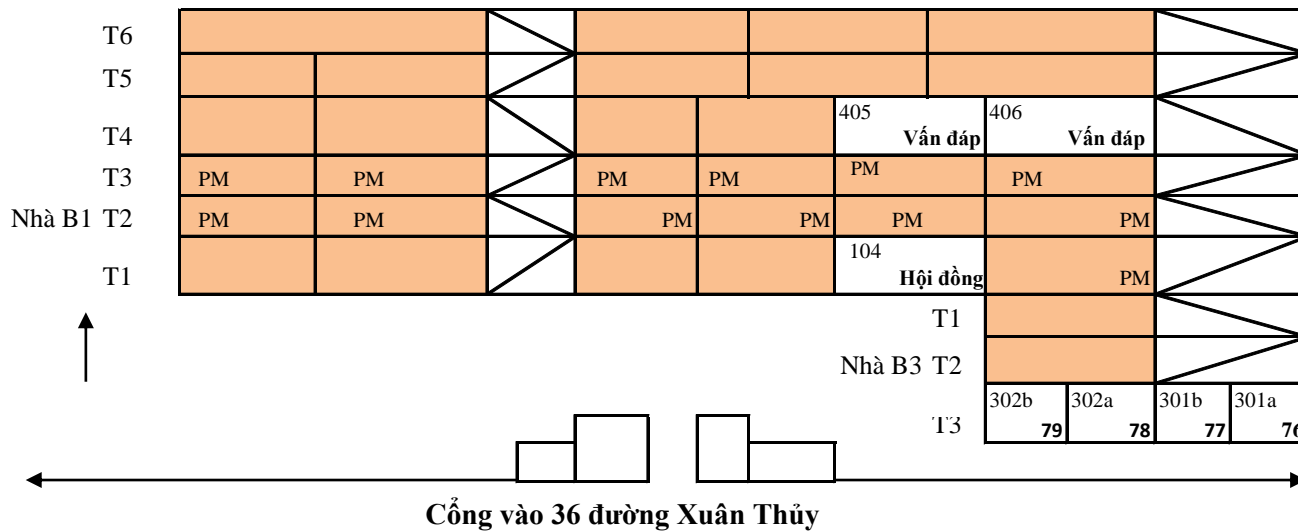 T6
T5
405 406
T4 Vấn đáp Vấn đáp
T3 PM PM PM PM PM PM
Nhà B1 T2 PM PM PM PM PM PM
104
T1 Hội đồng PM
T1
Nhà B3 T2
302b 302a 301b 301a
T3 79 78 77 76
Cổng vào 36 đường Xuân Thủy